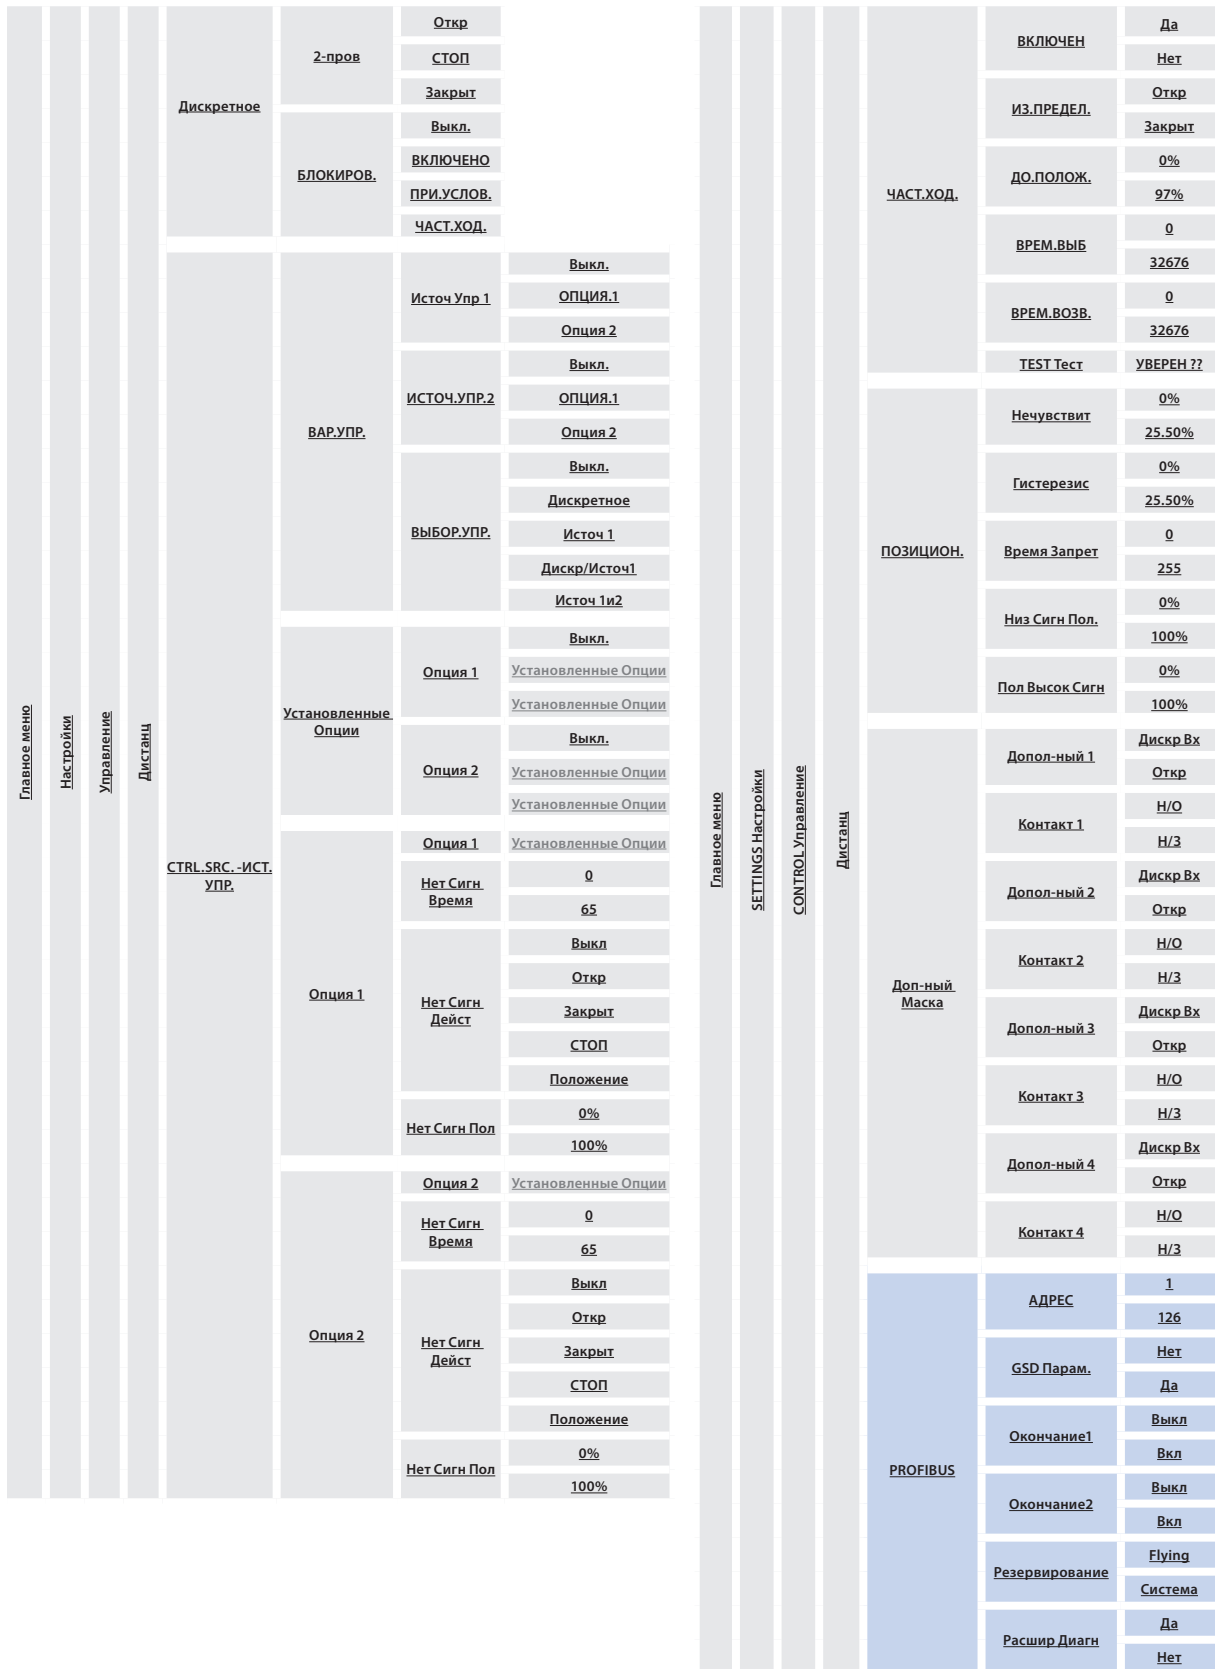 Главное меню
Настройки
Управление
Дистанц
Дискретное
2-пров
Откр
СТОП
Закрыт
БЛОКИРОВ.
Выкл.
ВКЛЮЧЕНО
ПРИ.УСЛОВ.
ЧАСТ.ХОД.
CTRL.SRC. -ИСТ.
УПР.
ВАР.УПР.
Источ Упр 1
Выкл.
ОПЦИЯ.1
Опция 2
ИСТОЧ.УПР.2
Выкл.
ОПЦИЯ.1
Опция 2
ВЫБОР.УПР.
Выкл.
Дискретное
Источ 1
Дискр/Источ1
Источ 1и2
Установленные
Опции
Опция 1
Выкл.
Установленные Опции
Установленные Опции
Опция 2
Выкл.
Установленные Опции
Установленные Опции
Опция 1
Опция 1
Установленные Опции
Нет Сигн
Время
0
65
Нет Сигн
Дейст
Выкл
Откр
Закрыт
СТОП
Положение
Нет Сигн Пол
0%
100%
Опция 2
Опция 2
Установленные Опции
Нет Сигн
Время
0
65
Нет Сигн
Дейст
Выкл
Откр
Закрыт
СТОП
Положение
Нет Сигн Пол
0%
100%
Главное меню
SETTINGS Настройки
CONTROL Управление
Дистанц
ЧАСТ.ХОД.
ВКЛЮЧЕН
Да
Нет
ИЗ.ПРЕДЕЛ.
Откр
Закрыт
ДО.ПОЛОЖ.
0%
97%
ВРЕМ.ВЫБ
0
32676
ВРЕМ.ВОЗВ.
0
32676
TEST Тест
УВЕРЕН ??
ПОЗИЦИОН.
Нечувствит
0%
25.50%
Гистерезис
0%
25.50%
Время Запрет
0
255
Низ Сигн Пол.
0%
100%
Пол Высок Сигн
0%
100%
Доп-ный
Маска
Допол-ный 1
Дискр Вх
Откр
Контакт 1
Н/О
Н/З
Допол-ный 2
Дискр Вх
Откр
Контакт 2
Н/О
Н/З
Допол-ный 3
Дискр Вх
Откр
Контакт 3
Н/О
Н/З
Допол-ный 4
Дискр Вх
Откр
Контакт 4
Н/О
Н/З
PROFIBUS
АДРЕС
1
126
GSD Парам.
Нет
Да
Окончание1
Выкл
Вкл
Окончание2
Выкл
Вкл
Резервирование
Flying
Система
Расшир Диагн
Да
Нет